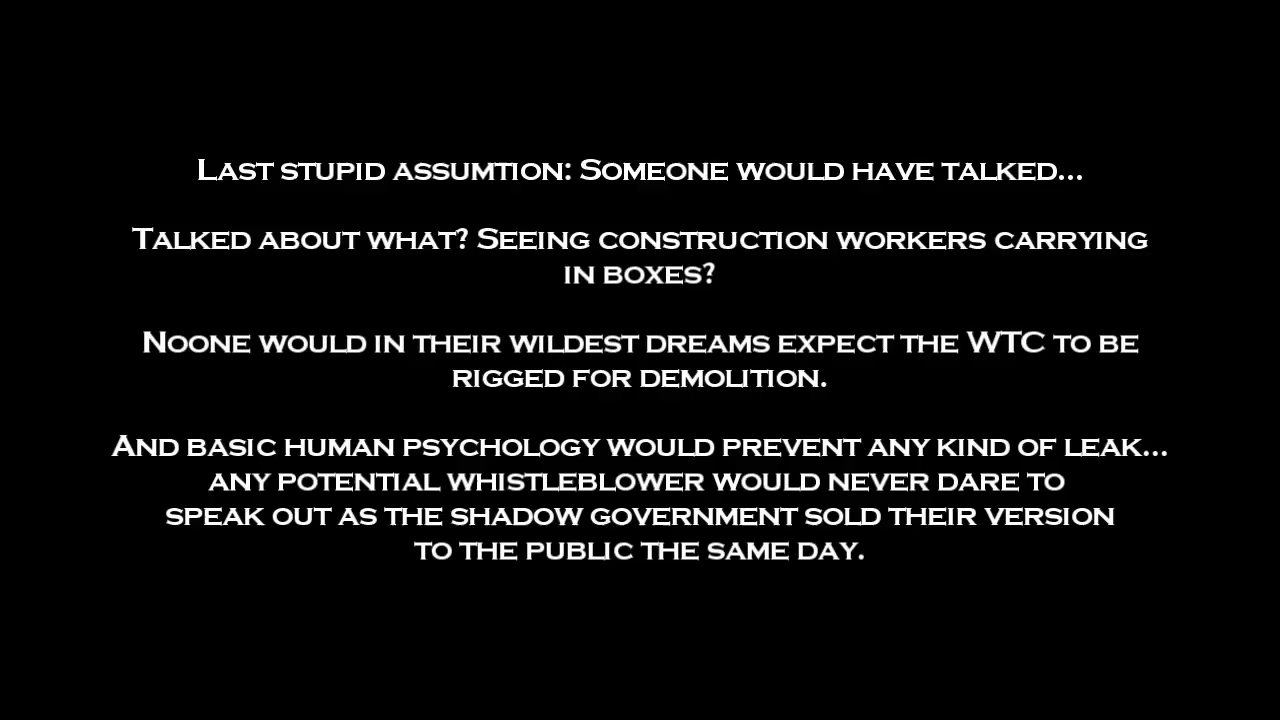 Last stupid assumtion: Someone would have talked...
Talked about what? Seeing construction workers carrying
in boxes?
Noone would in their wildest dreams expect the WTC to be
rigged for demolition.
And basic human psychology would prevent any kind of leak...
any potential whistleblower would never dare to
speak out as the shadow government sold their version
to the public the same day.